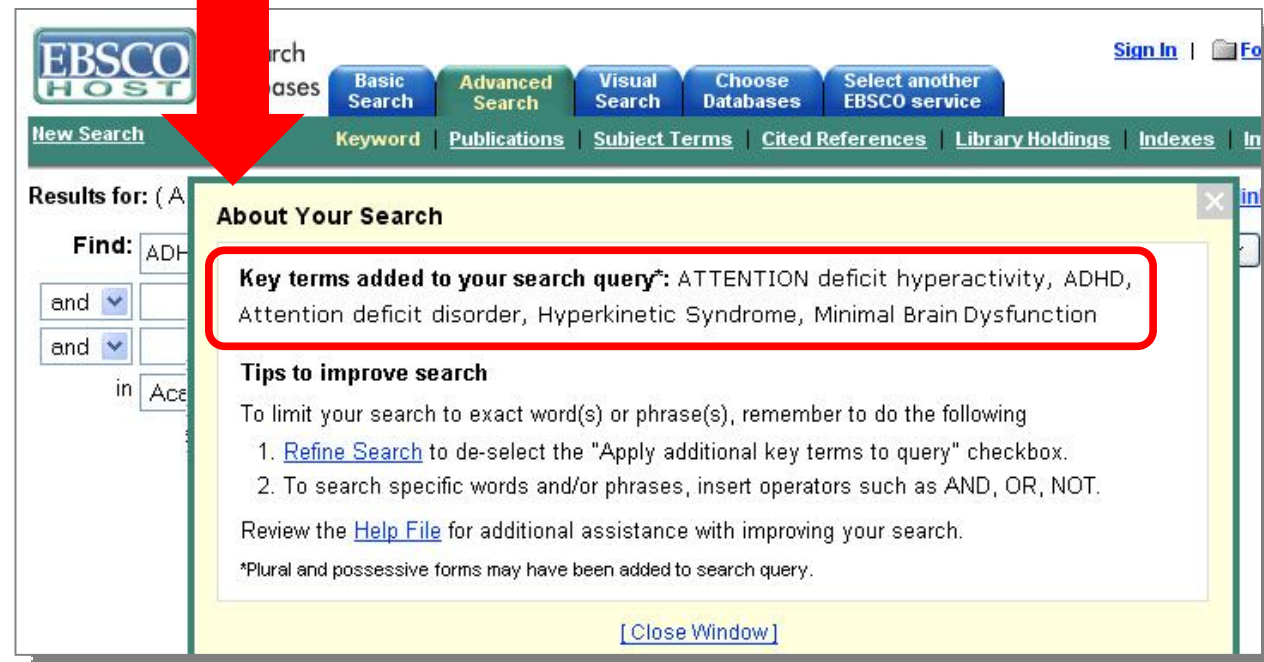 EBSCO
HOST
Sign In |
Basic Search
Advanced Search
Visual Search
Choose Databases
Select another EBSCO service
New Search
Keyword | Publications | Subject Terms | Cited References | Library Holdings | Indexes |
Results for: ( A
About Your Search
Find:
Key terms added to your search query*: ATTENTION deficit hyperactivity, ADHD,
Attention deficit disorder, Hyperkinetic Syndrome, Minimal Brain Dysfunction
and
and
in
Tips to improve search
To limit your search to exact word(s) or phrase(s), remember to do the following
1. Refine Search to de-select the "Apply additional key terms to query" checkbox.
2. To search specific words and/or phrases, insert operators such as AND, OR, NOT.
Review the Help File for additional assistance with improving your search.
*Plural and possessive forms may have been added to search query.
[ Close Window ]